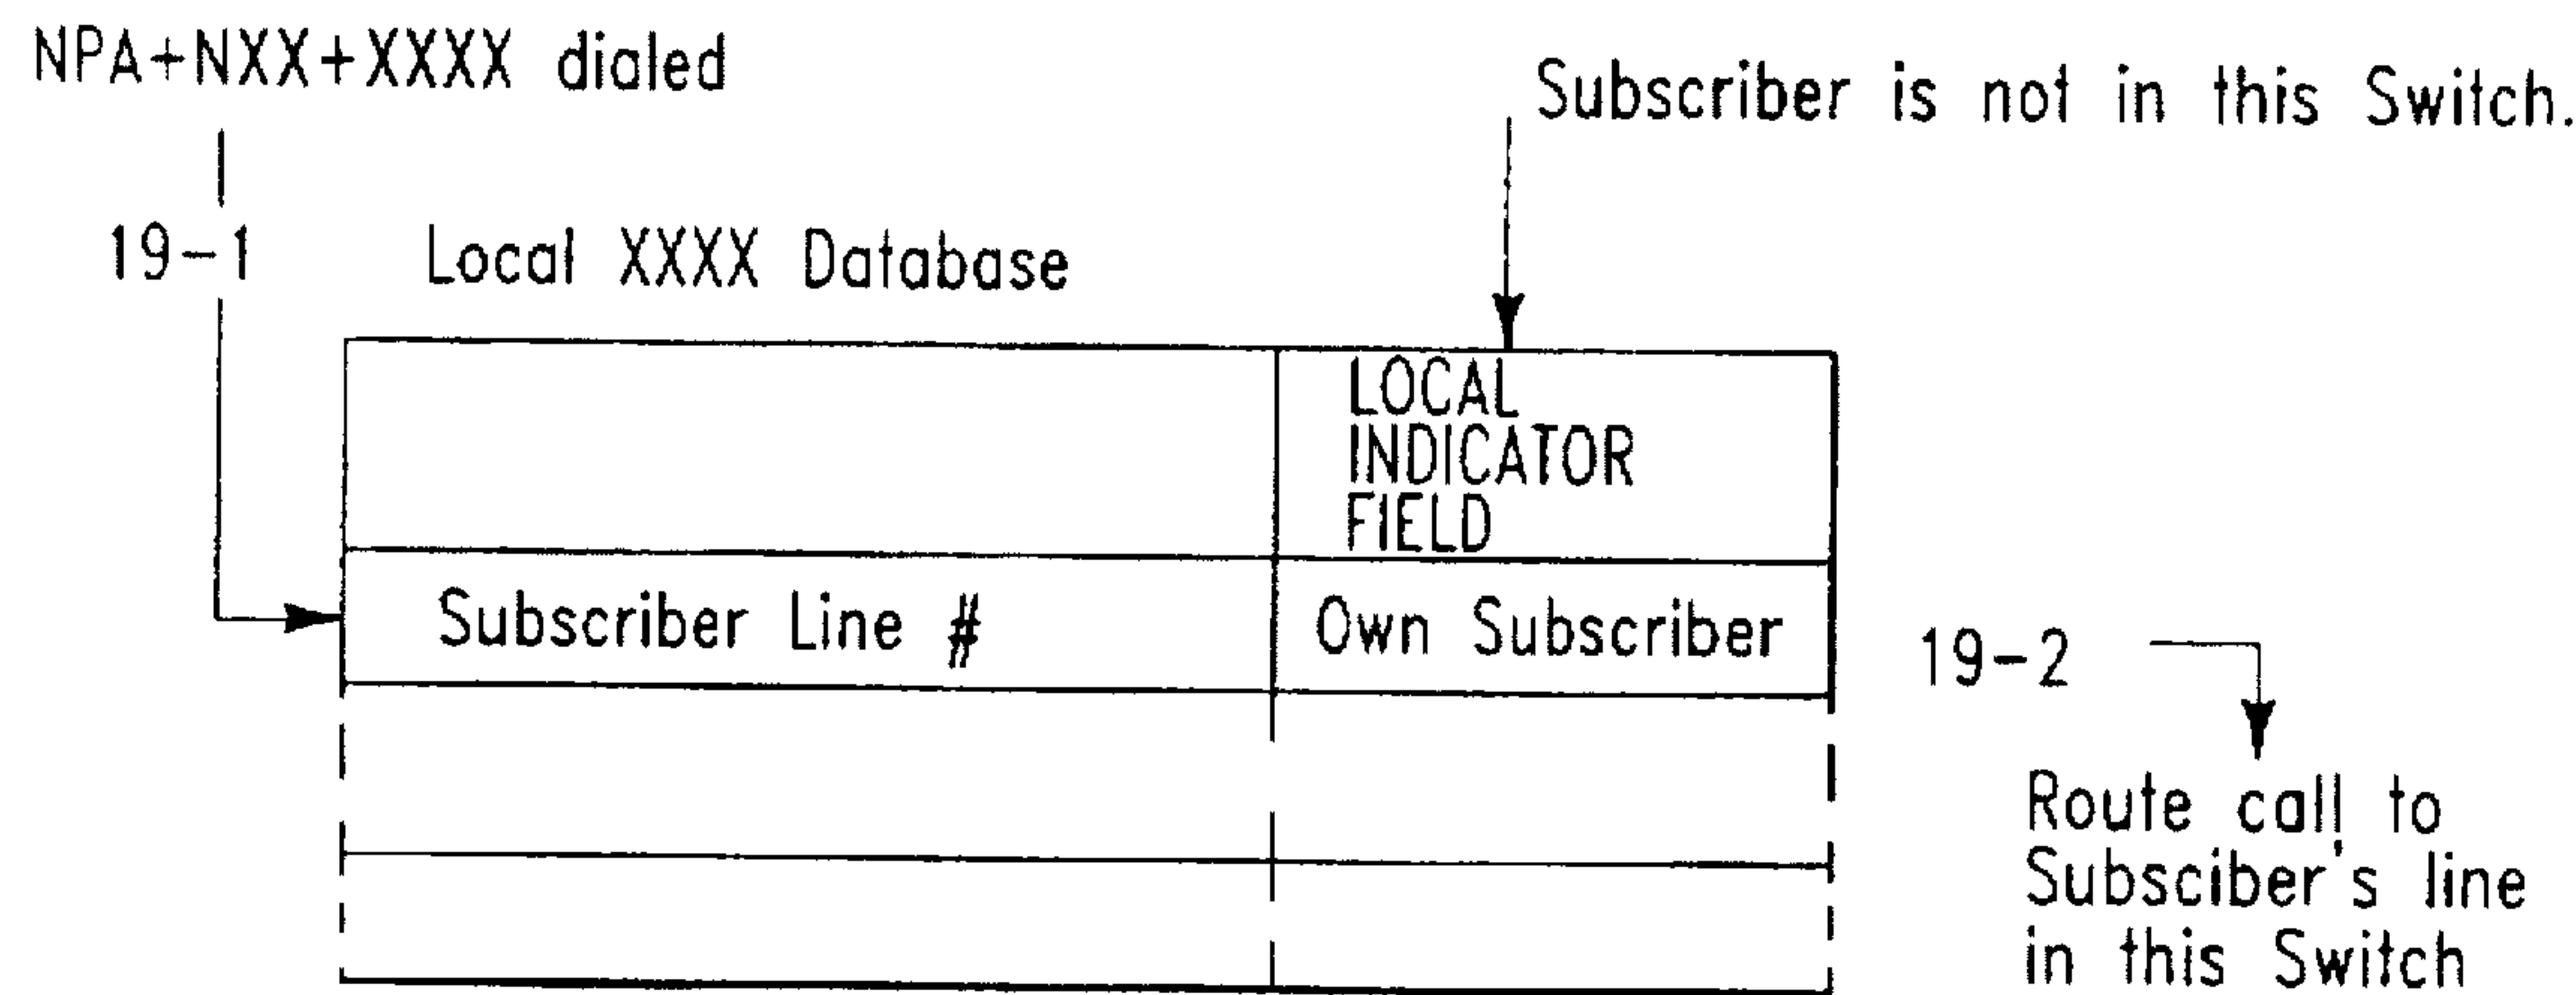 NPA+NXX+XXXX dialed
Subscriber is not in this Switch.
19-1
Local XXXX Database
LOCAL
INDICATOR
FIELD
Subscriber Line #
Own Subscriber
19-2
Route call to
Subsciber's line
in this Switch